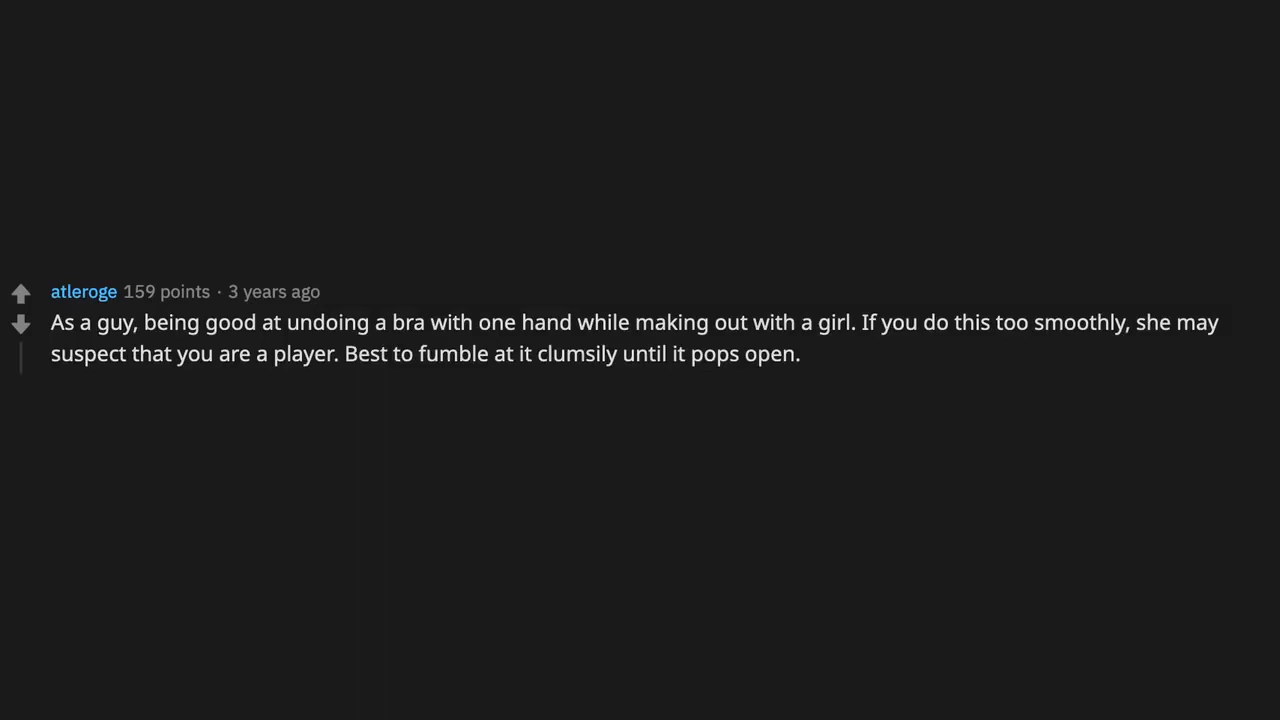 atleroge 159 points · 3 years ago
As a guy, being good at undoing a bra with one hand while making out with a girl. If you do this too smoothly, she may
suspect that you are a player. Best to fumble at it clumsily until it pops open.